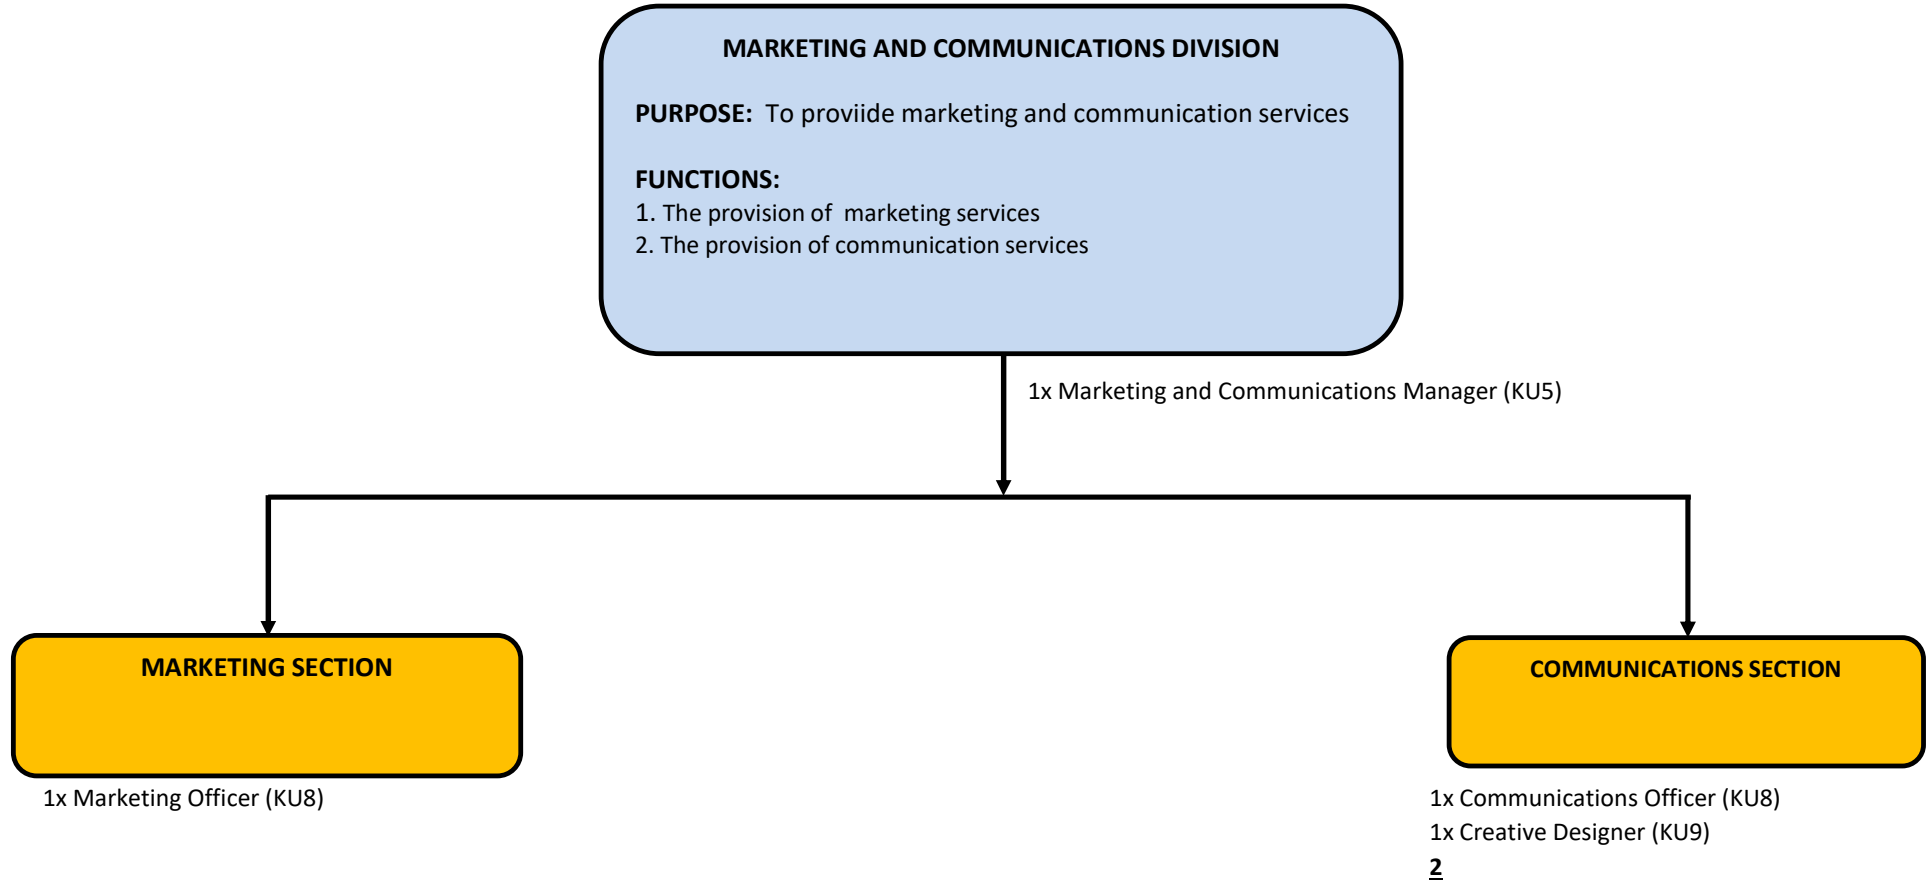 MARKETING AND COMMUNICATIONS DIVISION
PURPOSE: To proviide marketing and communication services
FUNCTIONS:
1. The provision of marketing services
2. The provision of communication services
1x Marketing and Communications Manager (KU5)
MARKETING SECTION
1x Marketing Officer (KU8)
COMMUNICATIONS SECTION
1x Communications Officer (KU8)
1x Creative Designer (KU9)
2